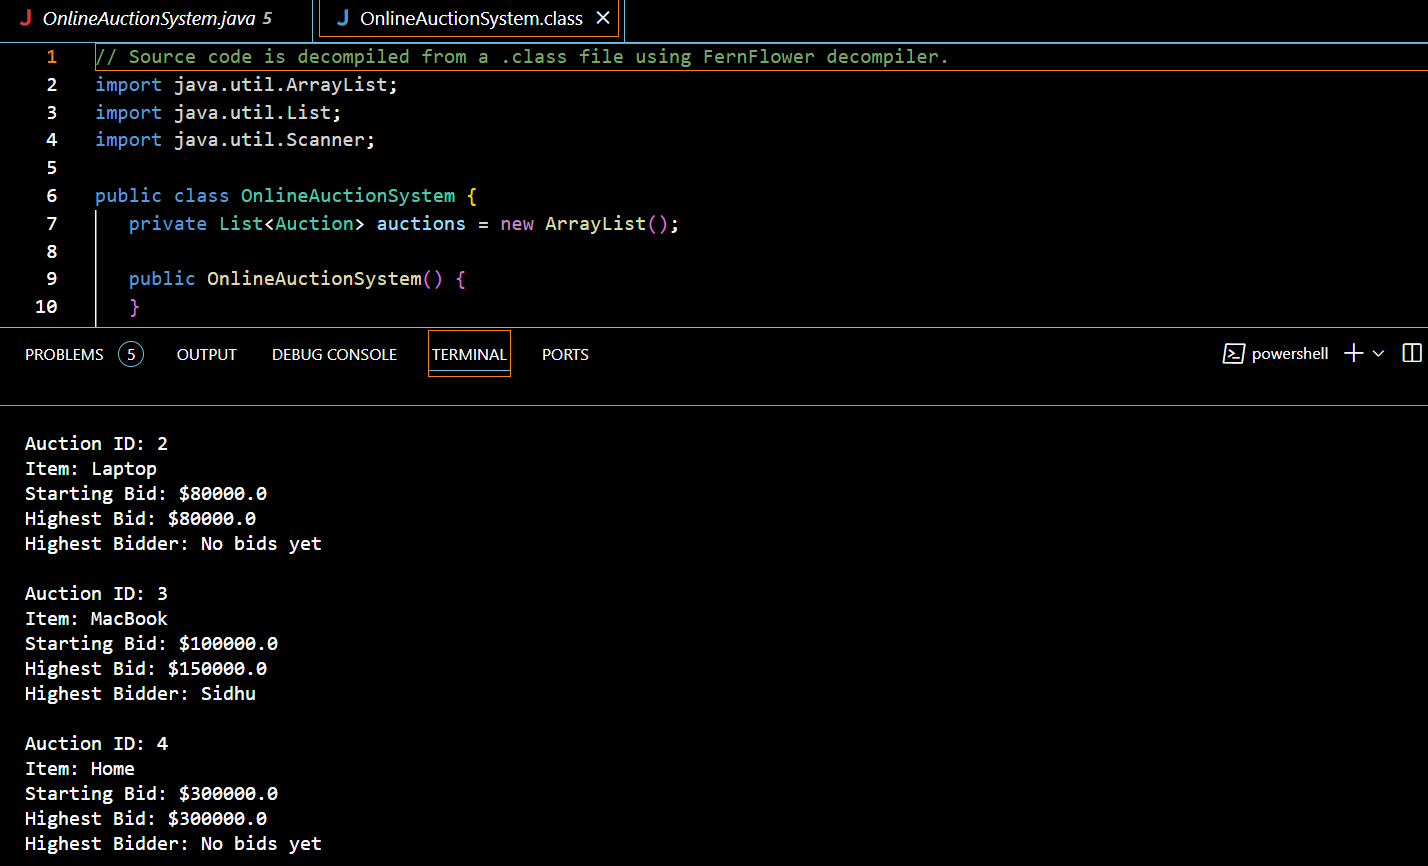 OnlineAuctionSystem.java 5
OnlineAuctionSystem.class
1 // Source code is decompiled from a .class file using FernFlower decompiler.
2 import java.util.ArrayList;
3 import java.util.List;
4 import java.util.Scanner;
5
6 public class OnlineAuctionSystem {
7 private List<Auction> auctions = new ArrayList();
8
9 public OnlineAuctionSystem() {
10 }
PROBLEMS 5 OUTPUT DEBUG CONSOLE TERMINAL PORTS powershell
Auction ID: 2
Item: Laptop
Starting Bid: $80000.0
Highest Bid: $80000.0
Highest Bidder: No bids yet
Auction ID: 3
Item: MacBook
Starting Bid: $100000.0
Highest Bid: $150000.0
Highest Bidder: Sidhu
Auction ID: 4
Item: Home
Starting Bid: $300000.0
Highest Bid: $300000.0
Highest Bidder: No bids yet